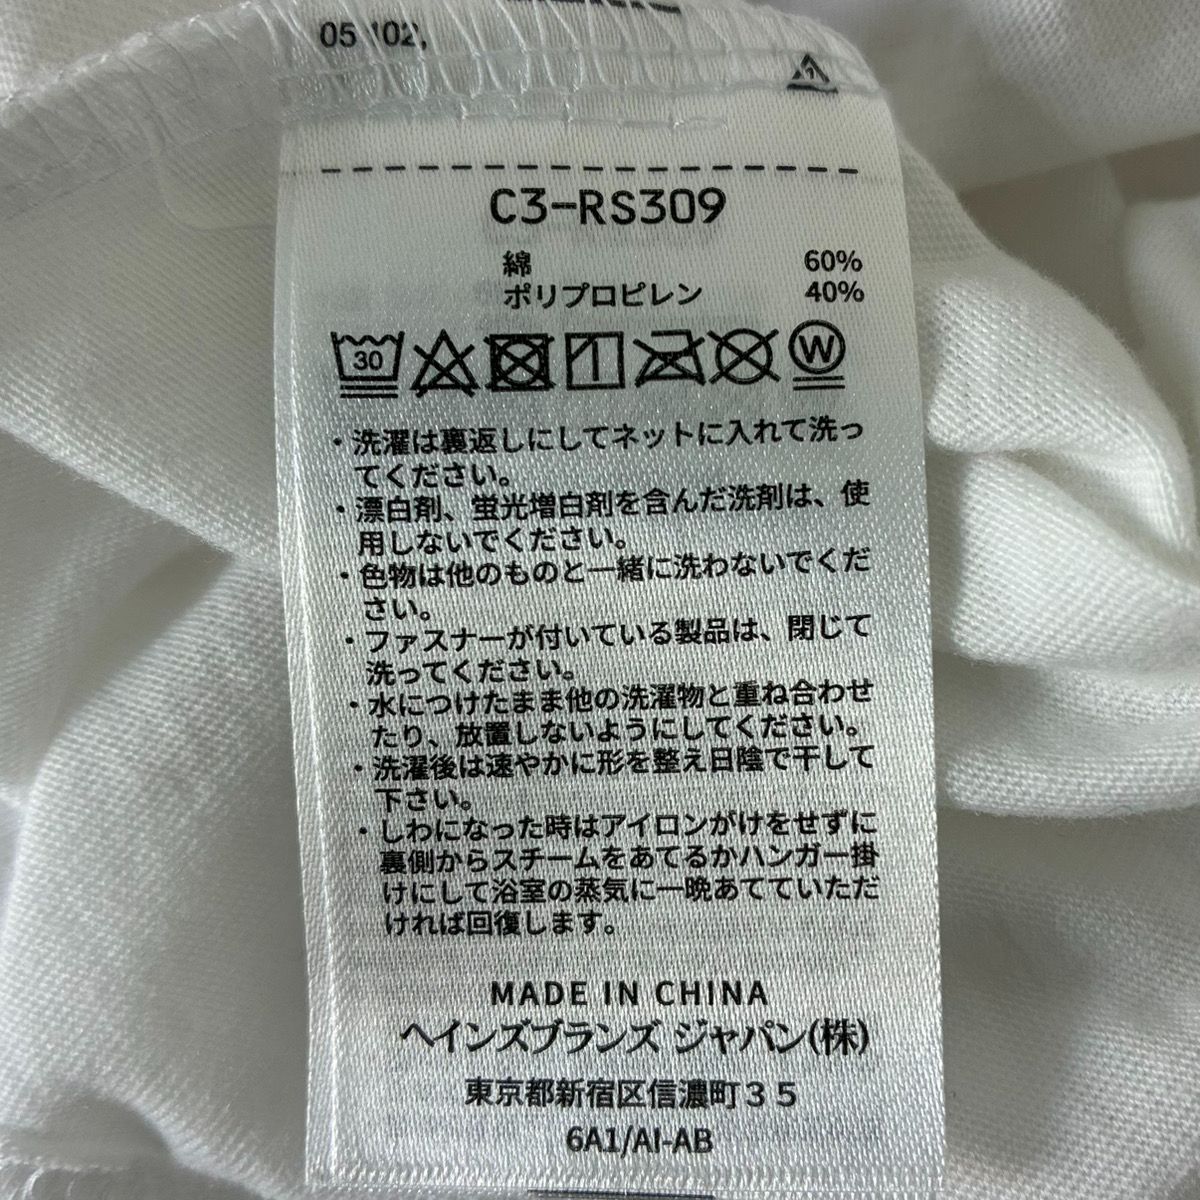 05 102,
C3-RS309
綿 60%
ポリプロピレン 40%
30
W
・洗濯は裏返しにしてネットに入れて洗っ
てください。
・漂白剤、蛍光増白剤を含んだ洗剤は、使
用しないでください。
・色物は他のものと一緒に洗わないでくだ
さい。
・ファスナーが付いている製品は、閉じて
洗ってください。
・水につけたまま他の洗濯物と重ね合わせ
たり、放置しないようにしてください。
・洗濯後は速やかに形を整え日陰で干して
下さい。
・しわになった時はアイロンがけをせずに
裏側からスチームをあてるかハンガー掛
けにして浴室の蒸気に一晩あてていただ
ければ回復します。
MADE IN CHINA
ヘインズブランズ ジャパン(株)
東京都新宿区信濃町35
6A1/AI-AB